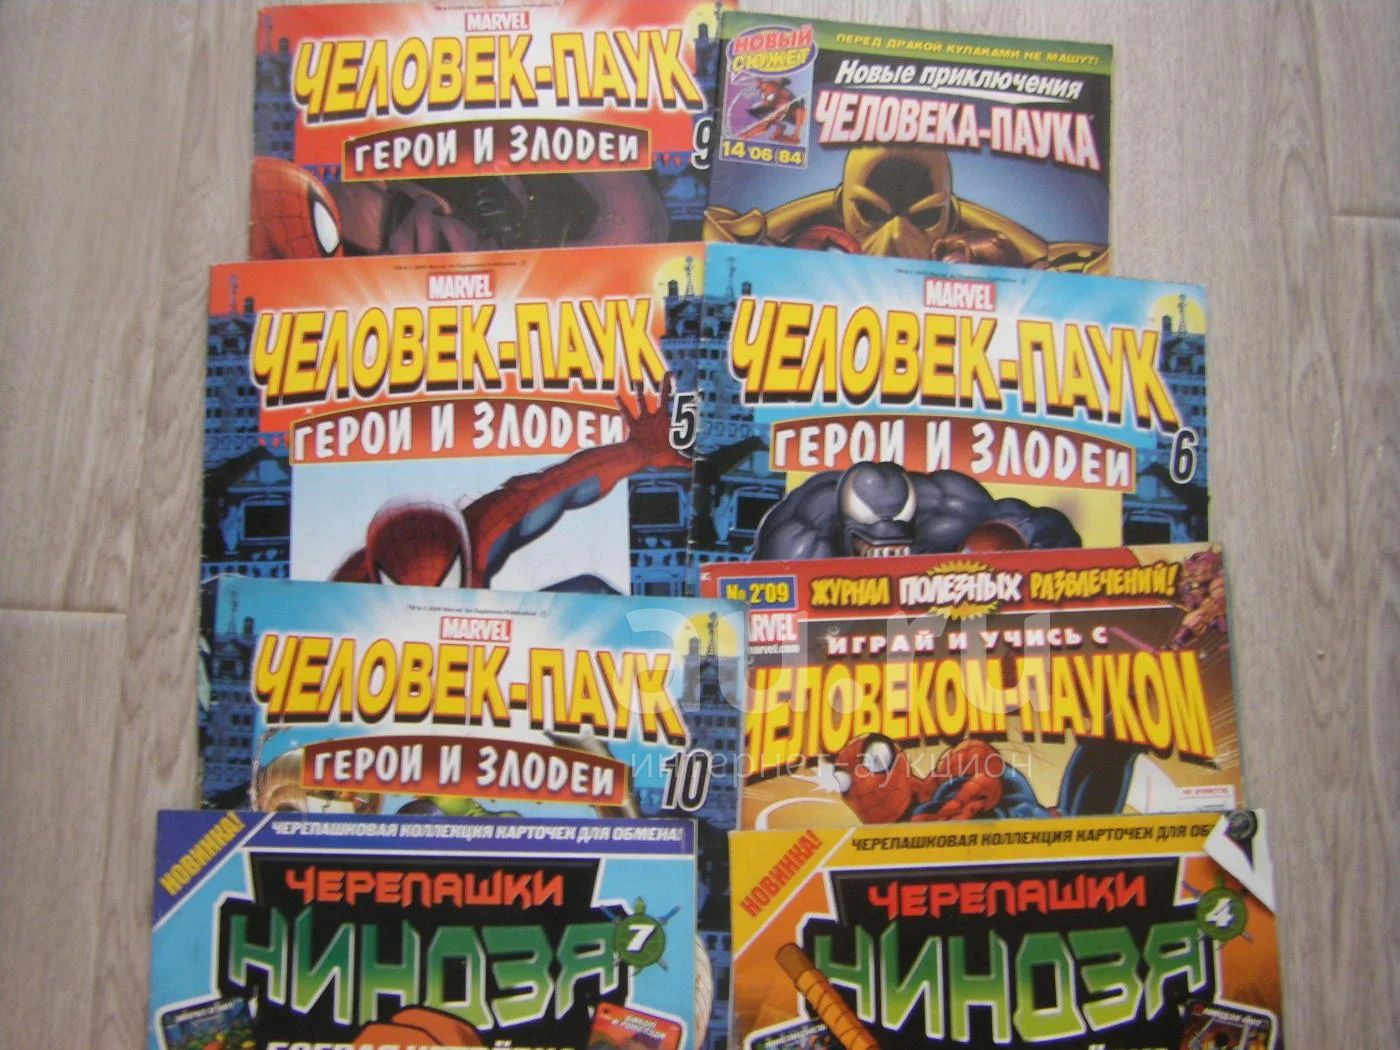 MARVEL
ЧЕЛОВЕК-ПАУК
ГЕРОИ И ЗЛОДЕИ
9
НОВЫЙ
СЮЖЕТ
ПЕРЕД ДРАКОЙ КУЛАКАМИ НЕ МАШУТ!
Новые приключения
ЧЕЛОВЕКА-ПАУКА
14'06 (84)
MARVEL
ЧЕЛОВЕК-ПАУК
ГЕРОИ И ЗЛОДЕИ
5
MARVEL
ЧЕЛОВЕК-ПАУК
ГЕРОИ И ЗЛОДЕИ
6
MARVEL
ЧЕЛОВЕК-ПАУК
ГЕРОИ И ЗЛОДЕИ
10
№ 2'09
ЖУРНАЛ ПОЛЕЗНЫХ РАЗВЛЕЧЕНИЙ!
ИГРАЙ И УЧИСЬ С
ЧЕЛОВЕКОМ-ПАУКОМ
au.ru
интернет-аукцион
НОВИНКА!
ЧЕРЕПАШКОВАЯ КОЛЛЕКЦИЯ КАРТОЧЕК ДЛЯ ОБМЕНА!
ЧЕРЕПАШКИ
НИНДЗЯ
7
НОВИНКА!
ЧЕРЕПАШКОВАЯ КОЛЛЕКЦИЯ КАРТОЧЕК ДЛЯ ОБ
ЧЕРЕПАШКИ
НИНДЗЯ
4